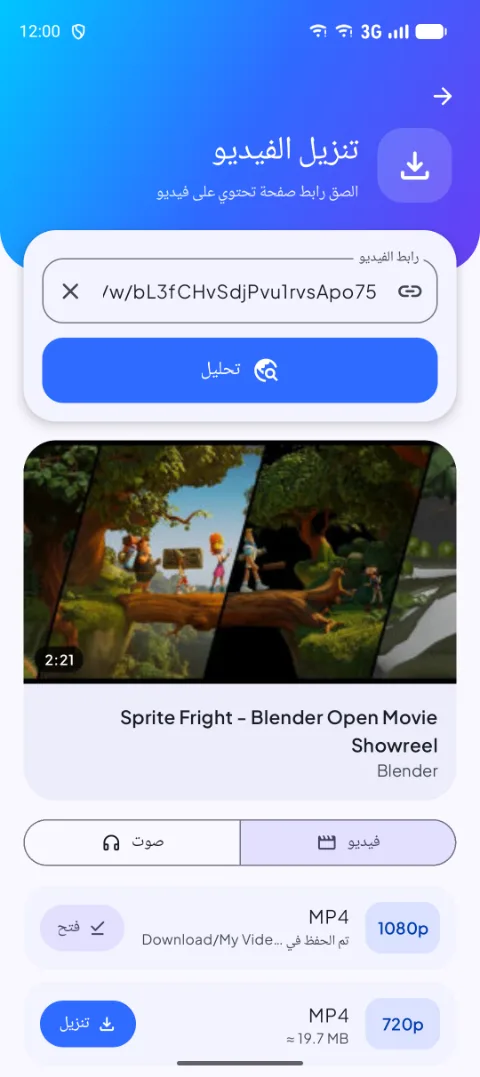 12:00
3G
تنزيل الفيديو
الصق رابط صفحة تحتوي على فيديو
رابط الفيديو
/w/bL3fCHvSdjPvu1rvsApo75
تحليل
2:21
Sprite Fright - Blender Open Movie
Showreel
Blender
فيديو
صوت
1080p
MP4
تم الحفظ في Download/My Vide...
فتح
720p
MP4
≈ 19.7 MB
تنزيل